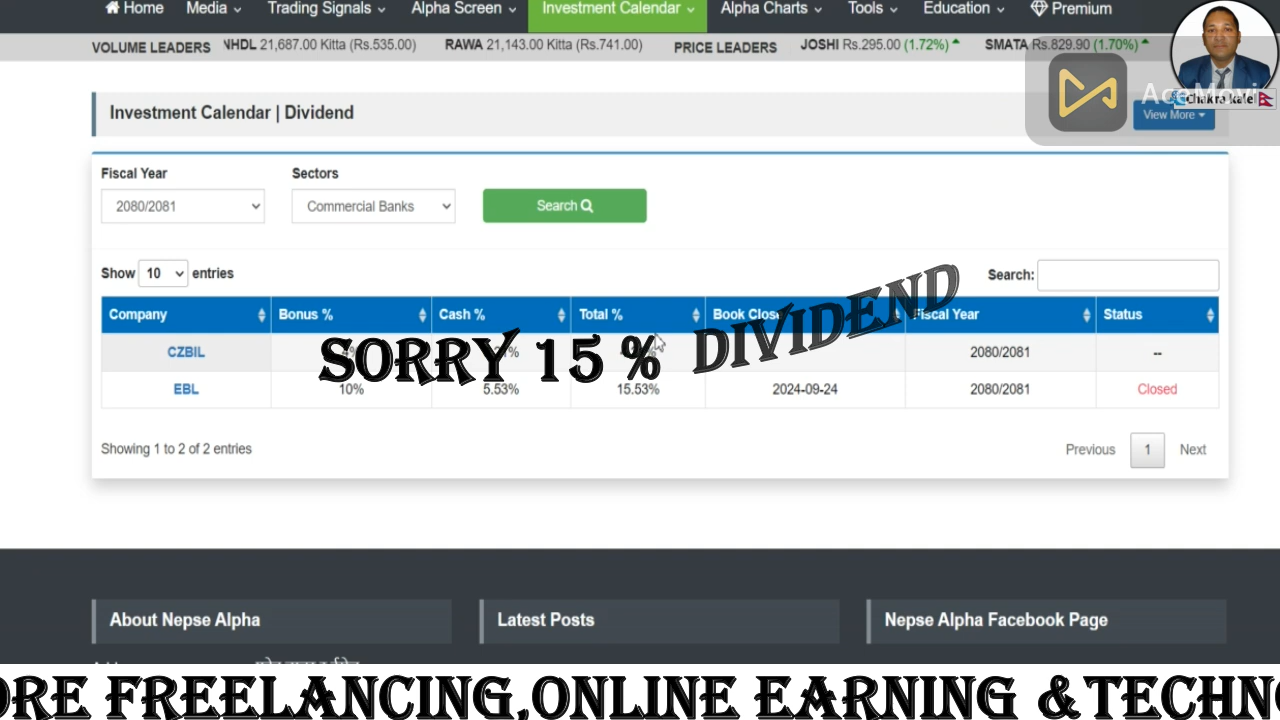 Home Media Trading Signals Alpha Screen Investment Calendar Alpha Charts Tools Education Premium
VOLUME LEADERS NHDL 21,687.00 Kitta (Rs.535.00) RAWA 21,143.00 Kitta (Rs.741.00) PRICE LEADERS JOSHI Rs.295.00 (1.72%) SMATA Rs.829.90 (1.70%)
Investment Calendar | Dividend
View More
Fiscal Year Sectors
2080/2081 Commercial Banks Search
Show 10 entries Search:
Company Bonus % Cash % Total % Book Close Fiscal Year Status
SORRY 15 % DIVIDEND
CZBIL 2080/2081 --
EBL 10% 5.53% 15.53% 2024-09-24 2080/2081 Closed
Showing 1 to 2 of 2 entries Previous 1 Next
About Nepse Alpha Latest Posts Nepse Alpha Facebook Page
ORE FREELANCING,ONLINE EARNING & TECHNO